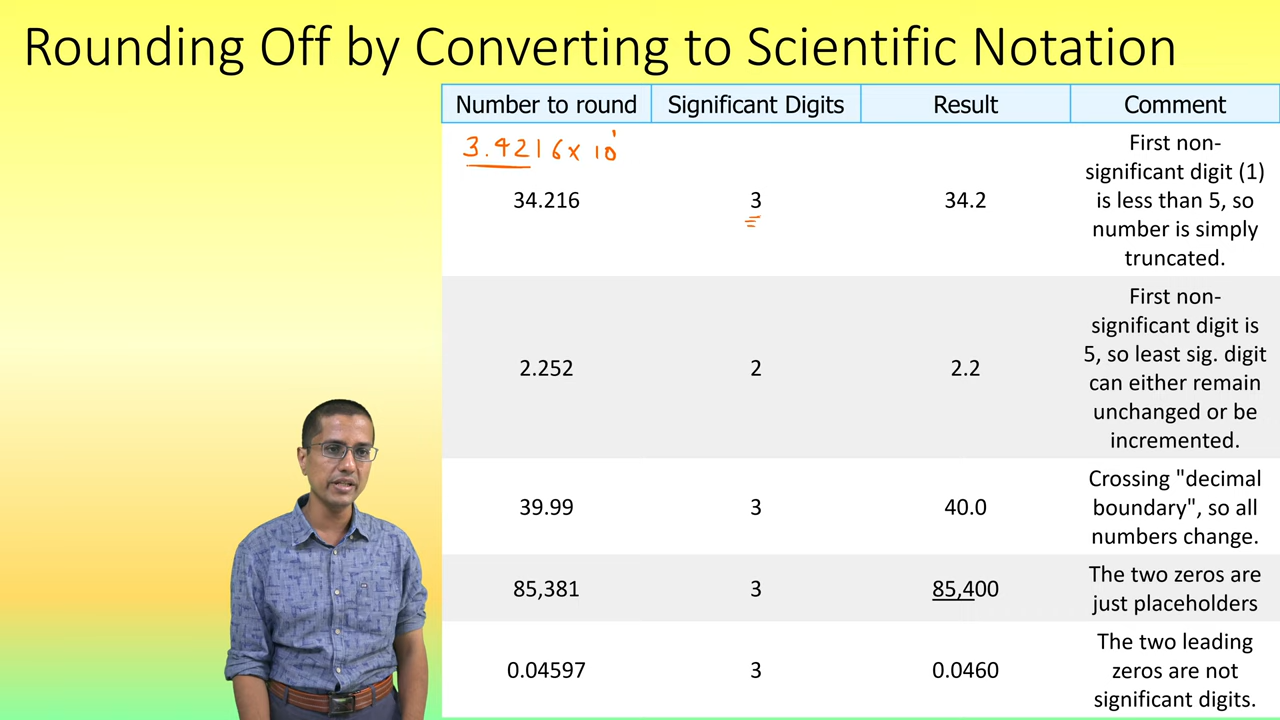 Rounding Off by Converting to Scientific Notation
Number to round Significant Digits Result Comment
3.4216 x 10¹
34.216 3 34.2 First non-
significant digit (1)
is less than 5, so
number is simply
truncated.
2.252 2 2.2 First non-
significant digit is
5, so least sig. digit
can either remain
unchanged or be
incremented.
39.99 3 40.0 Crossing "decimal
boundary", so all
numbers change.
85,381 3 85,400 The two zeros are
just placeholders
0.04597 3 0.0460 The two leading
zeros are not
significant digits.